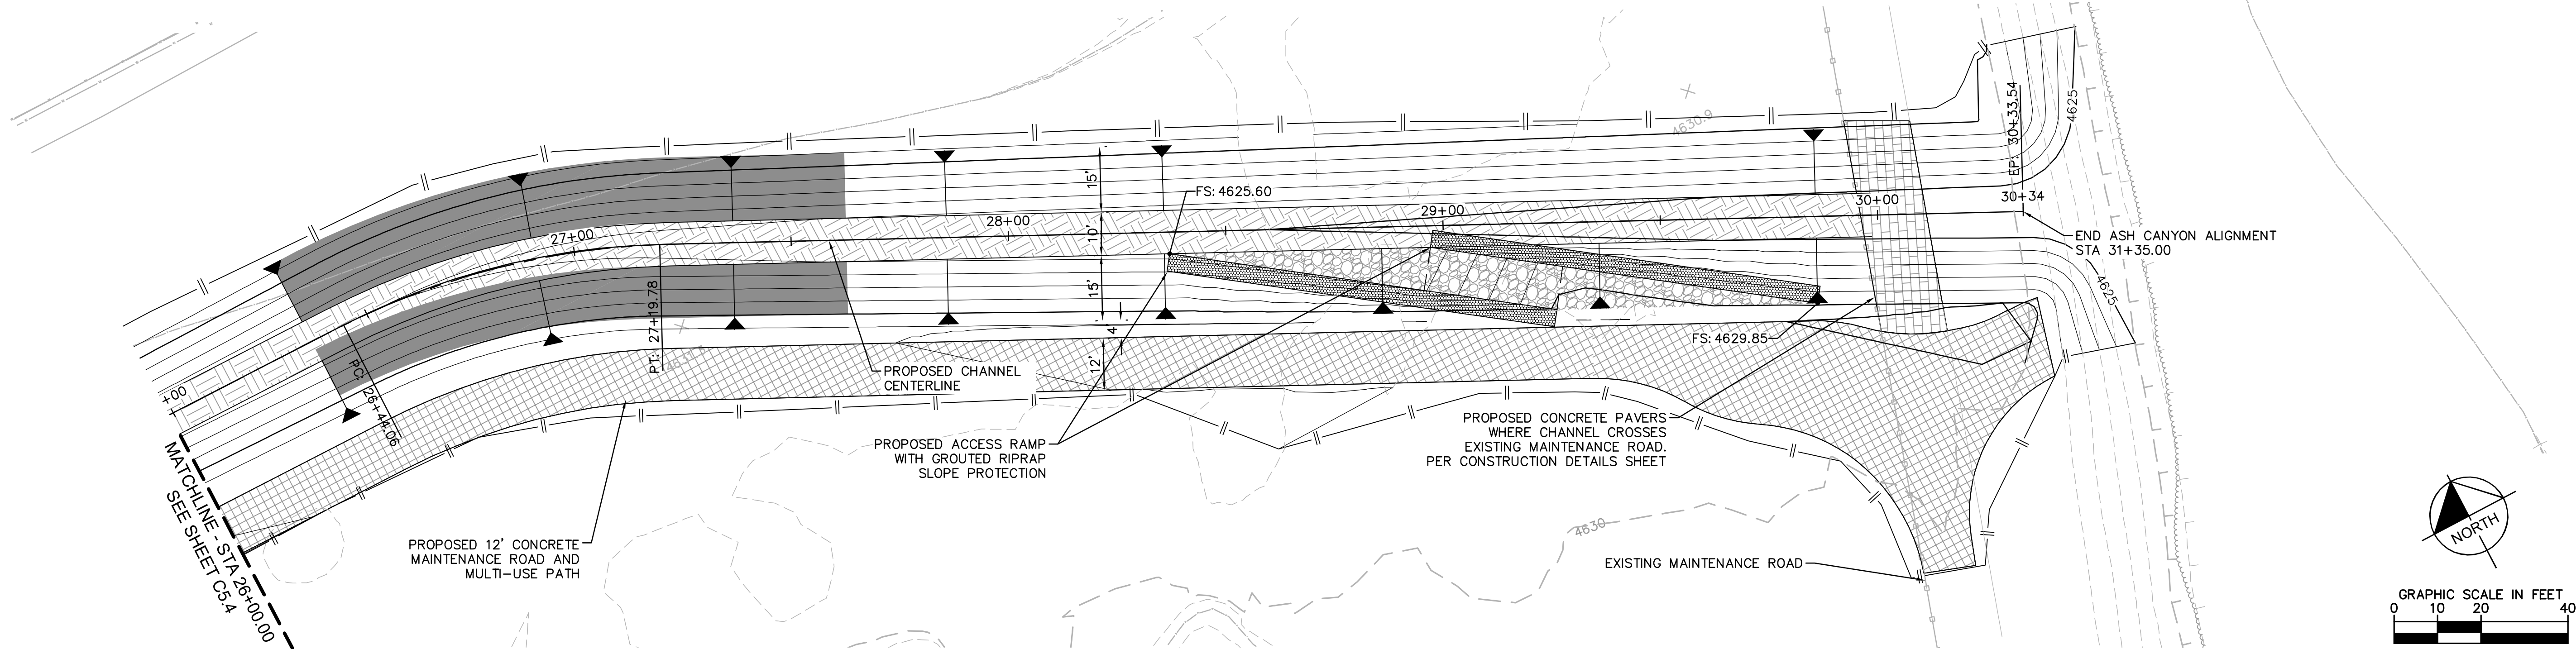 4630.9
EP: 30+33.54
4625
15'
FS: 4625.60
28+00
29+00
30+00
30+34
10'
27+00
END ASH CANYON ALIGNMENT
STA 31+35.00
15'
4625
PT: 27+19.78
4'
FS: 4629.85
12'
PROPOSED CHANNEL
CENTERLINE
+00
PC: 26+44.06
PROPOSED ACCESS RAMP
WITH GROUTED RIPRAP
SLOPE PROTECTION
PROPOSED CONCRETE PAVERS
WHERE CHANNEL CROSSES
EXISTING MAINTENANCE ROAD.
PER CONSTRUCTION DETAILS SHEET
MATCHLINE - STA 26+00.00
SEE SHEET C5.4
4630
NORTH
PROPOSED 12' CONCRETE
MAINTENANCE ROAD AND
MULTI-USE PATH
EXISTING MAINTENANCE ROAD
GRAPHIC SCALE IN FEET
0 10 20 40